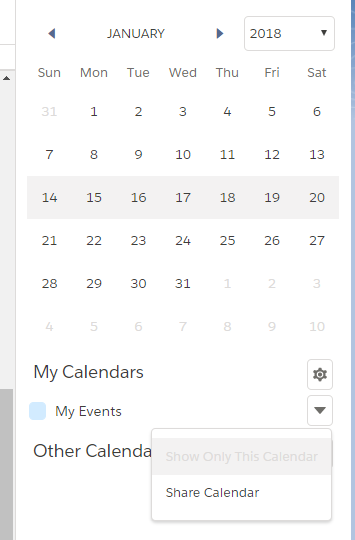 JANUARY 2018
Sun Mon Tue Wed Thu Fri Sat
31 1 2 3 4 5 6
7 8 9 10 11 12 13
14 15 16 17 18 19 20
21 22 23 24 25 26 27
28 29 30 31 1 2 3
4 5 6 7 8 9 10
My Calendars
My Events
Other Calenda
Show Only This Calendar
Share Calendar